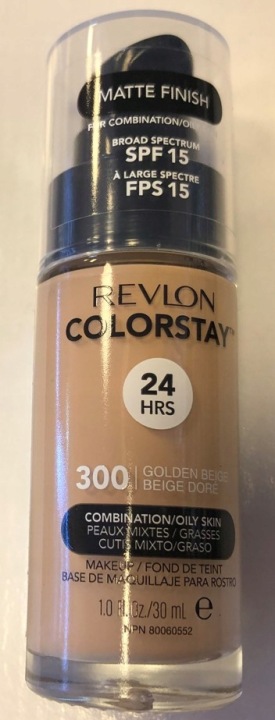 MATTE FINISH
FOR COMBINATION/OILY
BROAD SPECTRUM
SPF 15
À LARGE SPECTRE
FPS 15
REVLON
COLORSTAY™
24
HRS
300 GOLDEN BEIGE
BEIGE DORÉ
COMBINATION/OILY SKIN
PEAUX MIXTES / GRASSES
CUTIS MIXTO/GRASO
MAKEUP / FOND DE TEINT
BASE DE MAQUILLAJE PARA ROSTRO
1.0 Fl.Oz./30 mL ℮
NPN 80060552